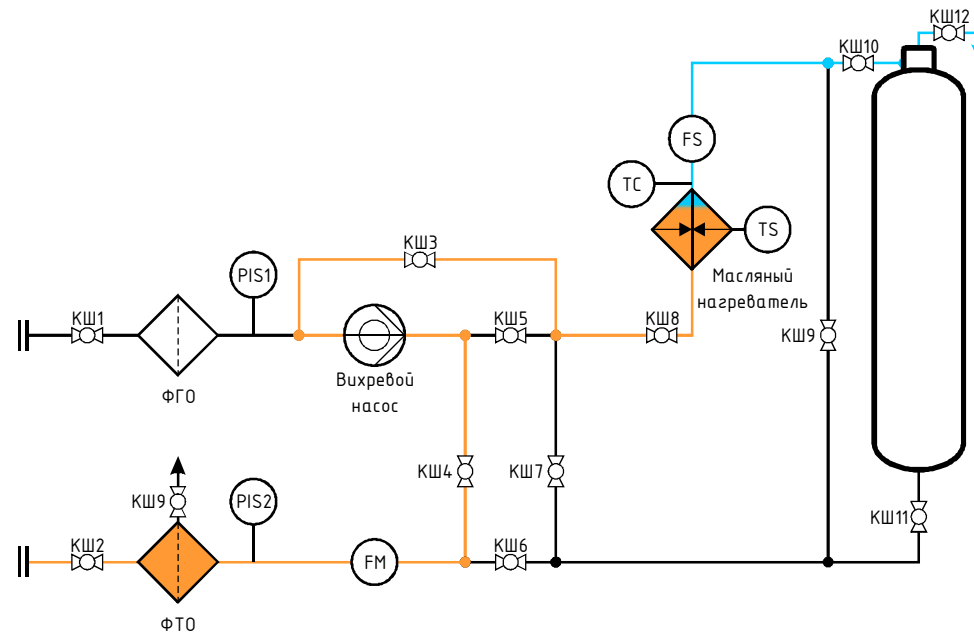 КШ12
КШ10
FS
TC
TS
КШ3
Масляный
нагреватель
PIS1
КШ1
КШ5
КШ8
КШ9
Вихревой
насос
ФГО
КШ4
КШ7
КШ9
PIS2
КШ11
КШ2
FM
КШ6
ФТО